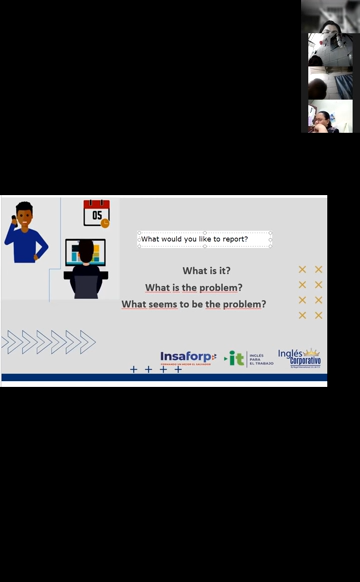 05
What would you like to report?
What is it?
What is the problem?
What seems to be the problem?
Insaforp
it
INGLÉS
PARA
EL TRABAJO
Inglés
Corporativo